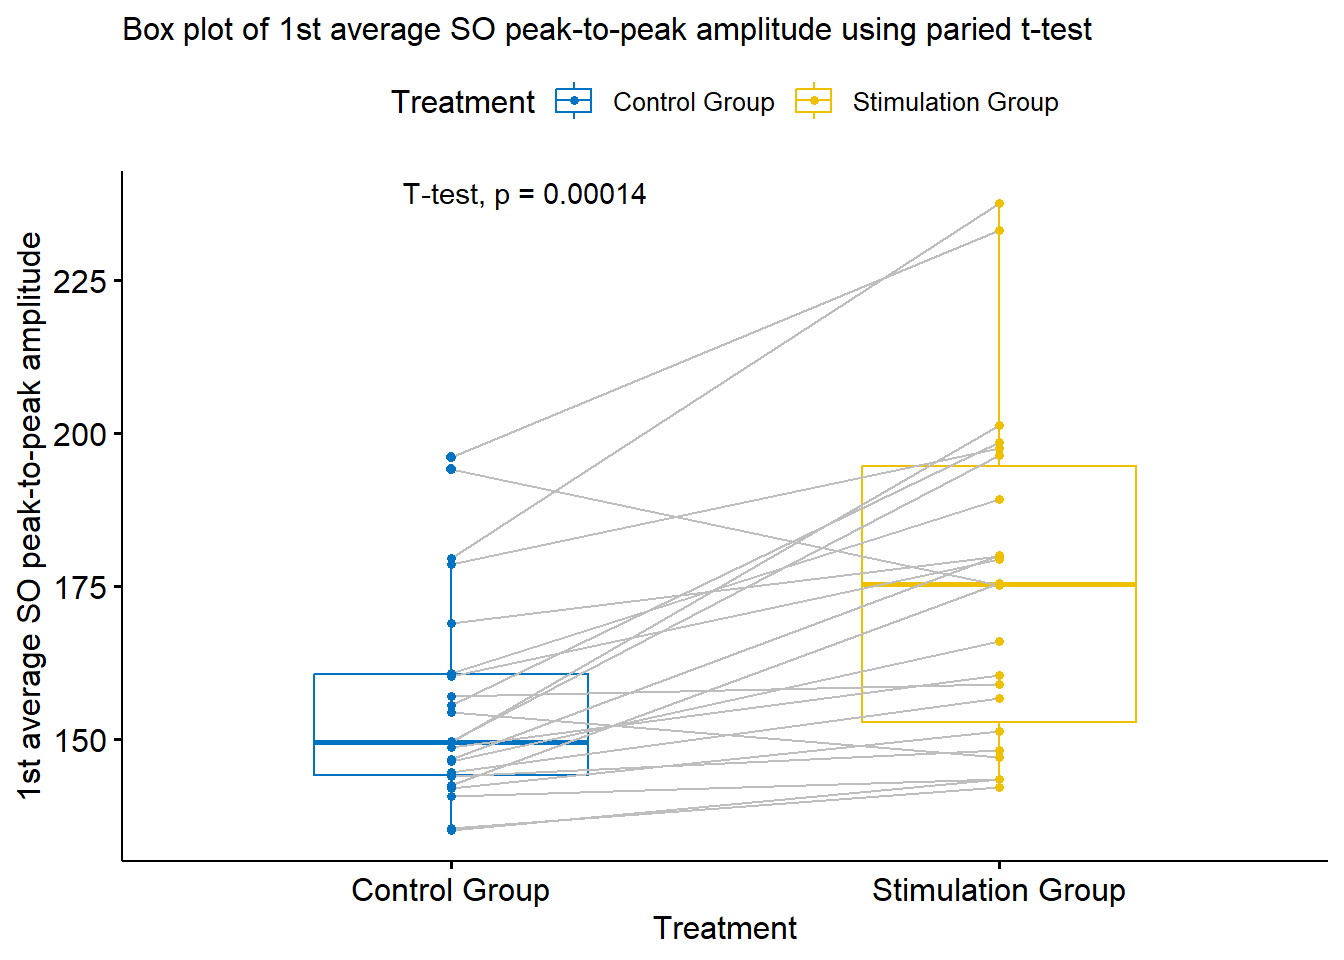 Box plot of 1st average SO peak-to-peak amplitude using paried t-test
Treatment Control Group Stimulation Group
T-test, p = 0.00014
1st average SO peak-to-peak amplitude
225
200
175
150
Control Group Stimulation Group
Treatment